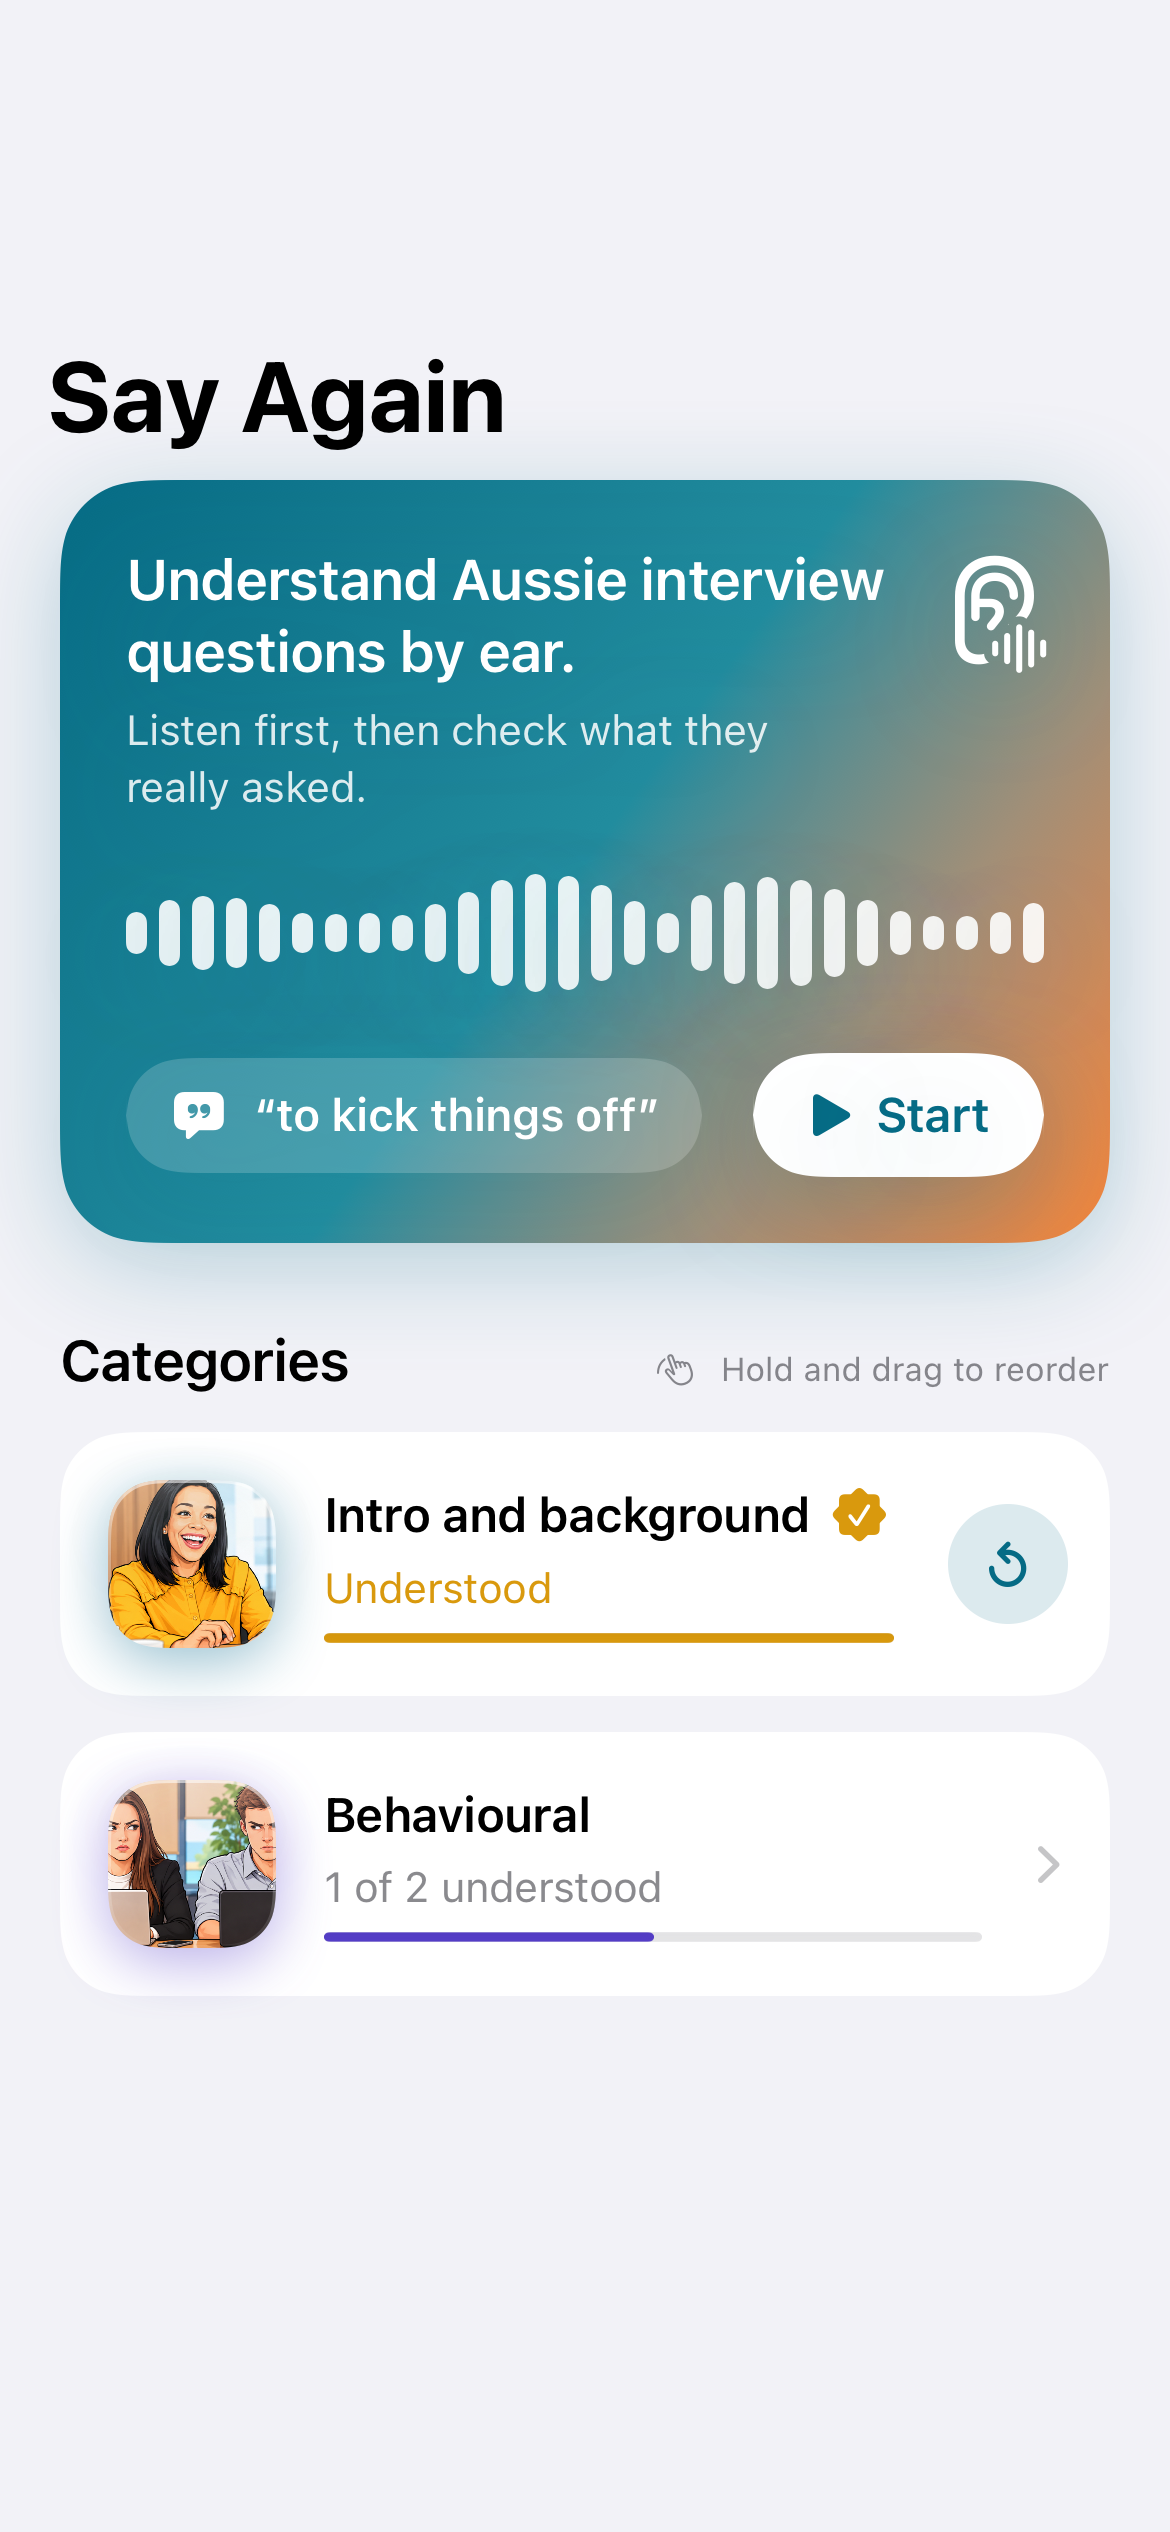 Say Again
Understand Aussie interview
questions by ear.
Listen first, then check what they
really asked.
“to kick things off”
Start
Categories
Hold and drag to reorder
Intro and background
Understood
Behavioural
1 of 2 understood